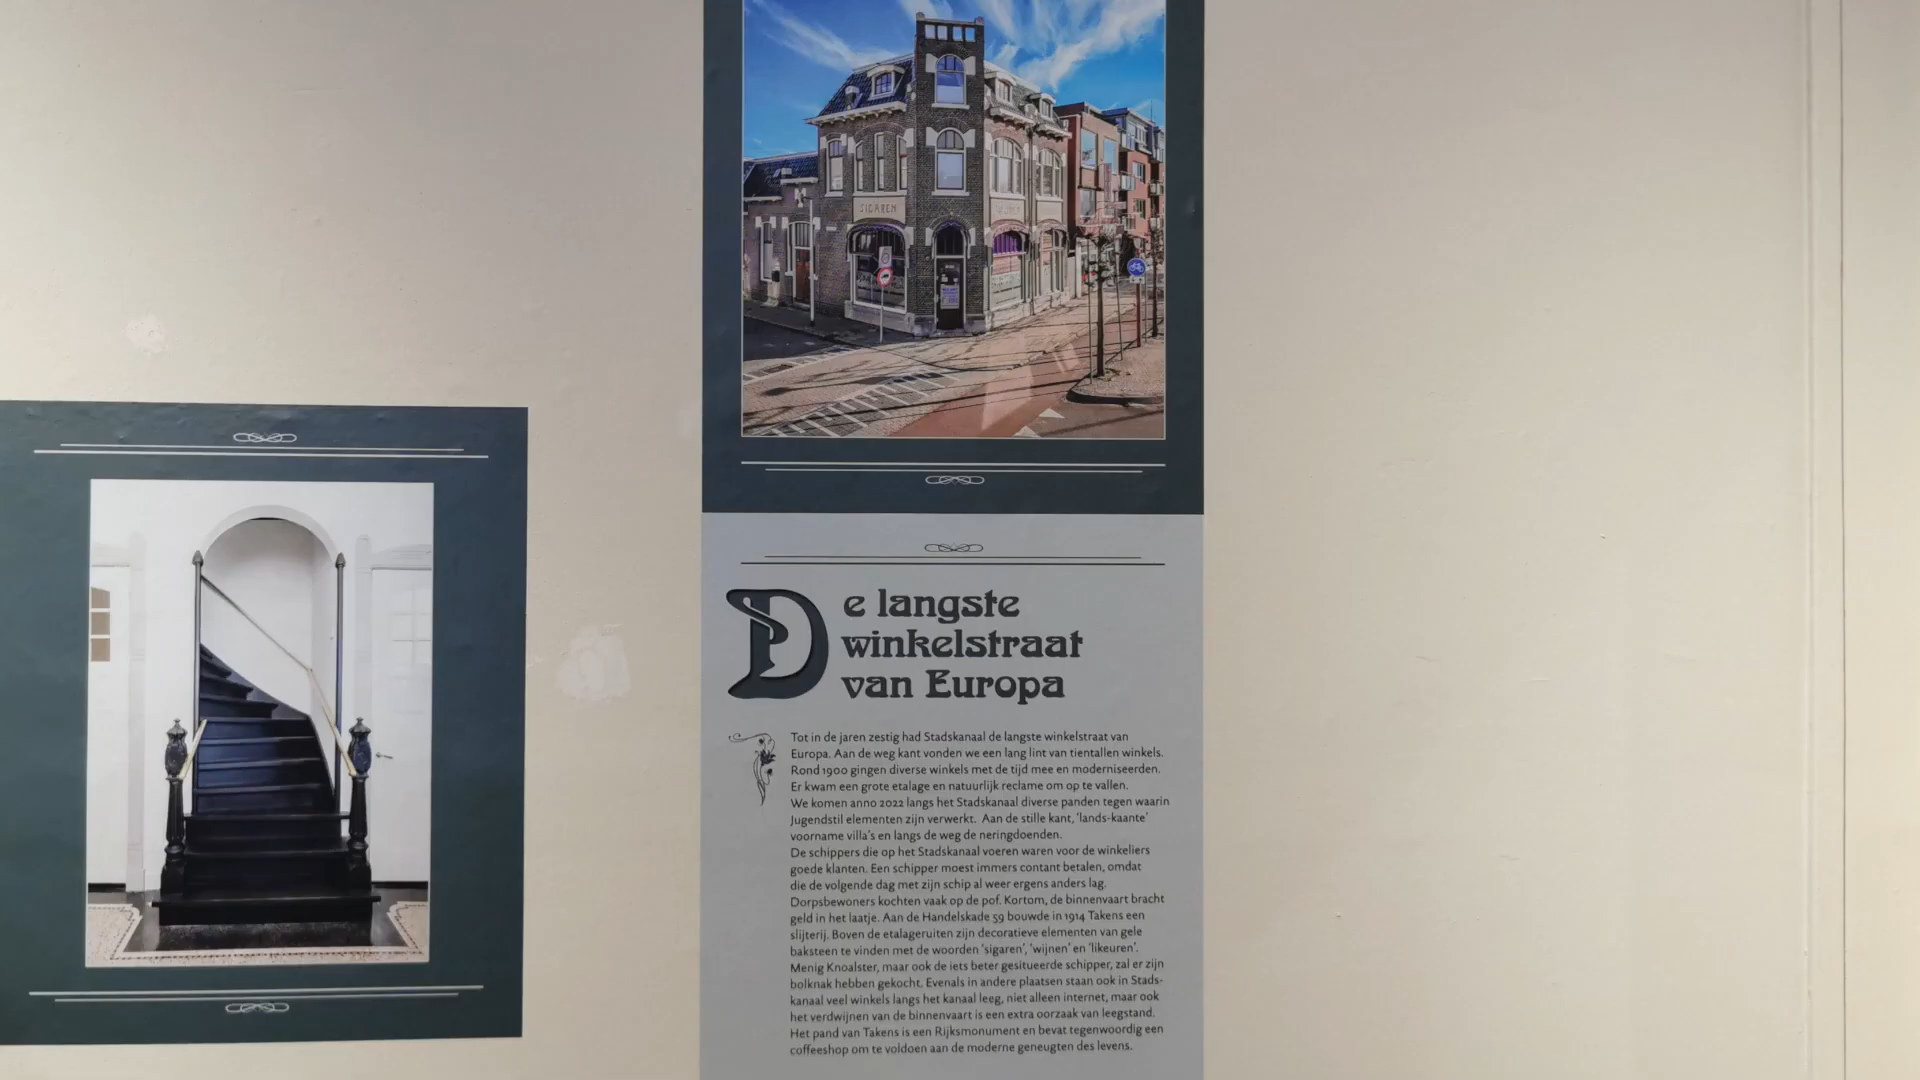 SIGAREN
De langste
winkelstraat
van Europa
Tot in de jaren zestig had Stadskanaal de langste winkelstraat van
Europa. Aan de weg kant vonden we een lang lint van tientallen winkels.
Rond 1900 gingen diverse winkels met de tijd mee en moderniseerden.
Er kwam een grote etalage en natuurlijk reclame om op te vallen.
We komen anno 2022 langs het Stadskanaal diverse panden tegen waarin
Jugendstil elementen zijn verwerkt. Aan de stille kant, 'lands-kaante'
voorname villa's en langs de weg de neringdoenden.
De schippers die op het Stadskanaal voeren waren voor de winkeliers
goede klanten. Een schipper moest immers contant betalen, omdat
die de volgende dag met zijn schip al weer ergens anders lag.
Dorpsbewoners kochten vaak op de pof. Kortom, de binnenvaart bracht
geld in het laatje. Aan de Handelskade 59 bouwde in 1914 Takens een
slijterij. Boven de etalageruiten zijn decoratieve elementen van gele
baksteen te vinden met de woorden 'sigaren', 'wijnen' en 'likeuren'.
Menig Knoalster, maar ook de iets beter gesitueerde schipper, zal er zijn
bolknak hebben gekocht. Evenals in andere plaatsen staan ook in Stads-
kanaal veel winkels langs het kanaal leeg, niet alleen internet, maar ook
het verdwijnen van de binnenvaart is een extra oorzaak van leegstand.
Het pand van Takens is een Rijksmonument en bevat tegenwoordig een
coffeeshop om te voldoen aan de moderne geneugten des levens.